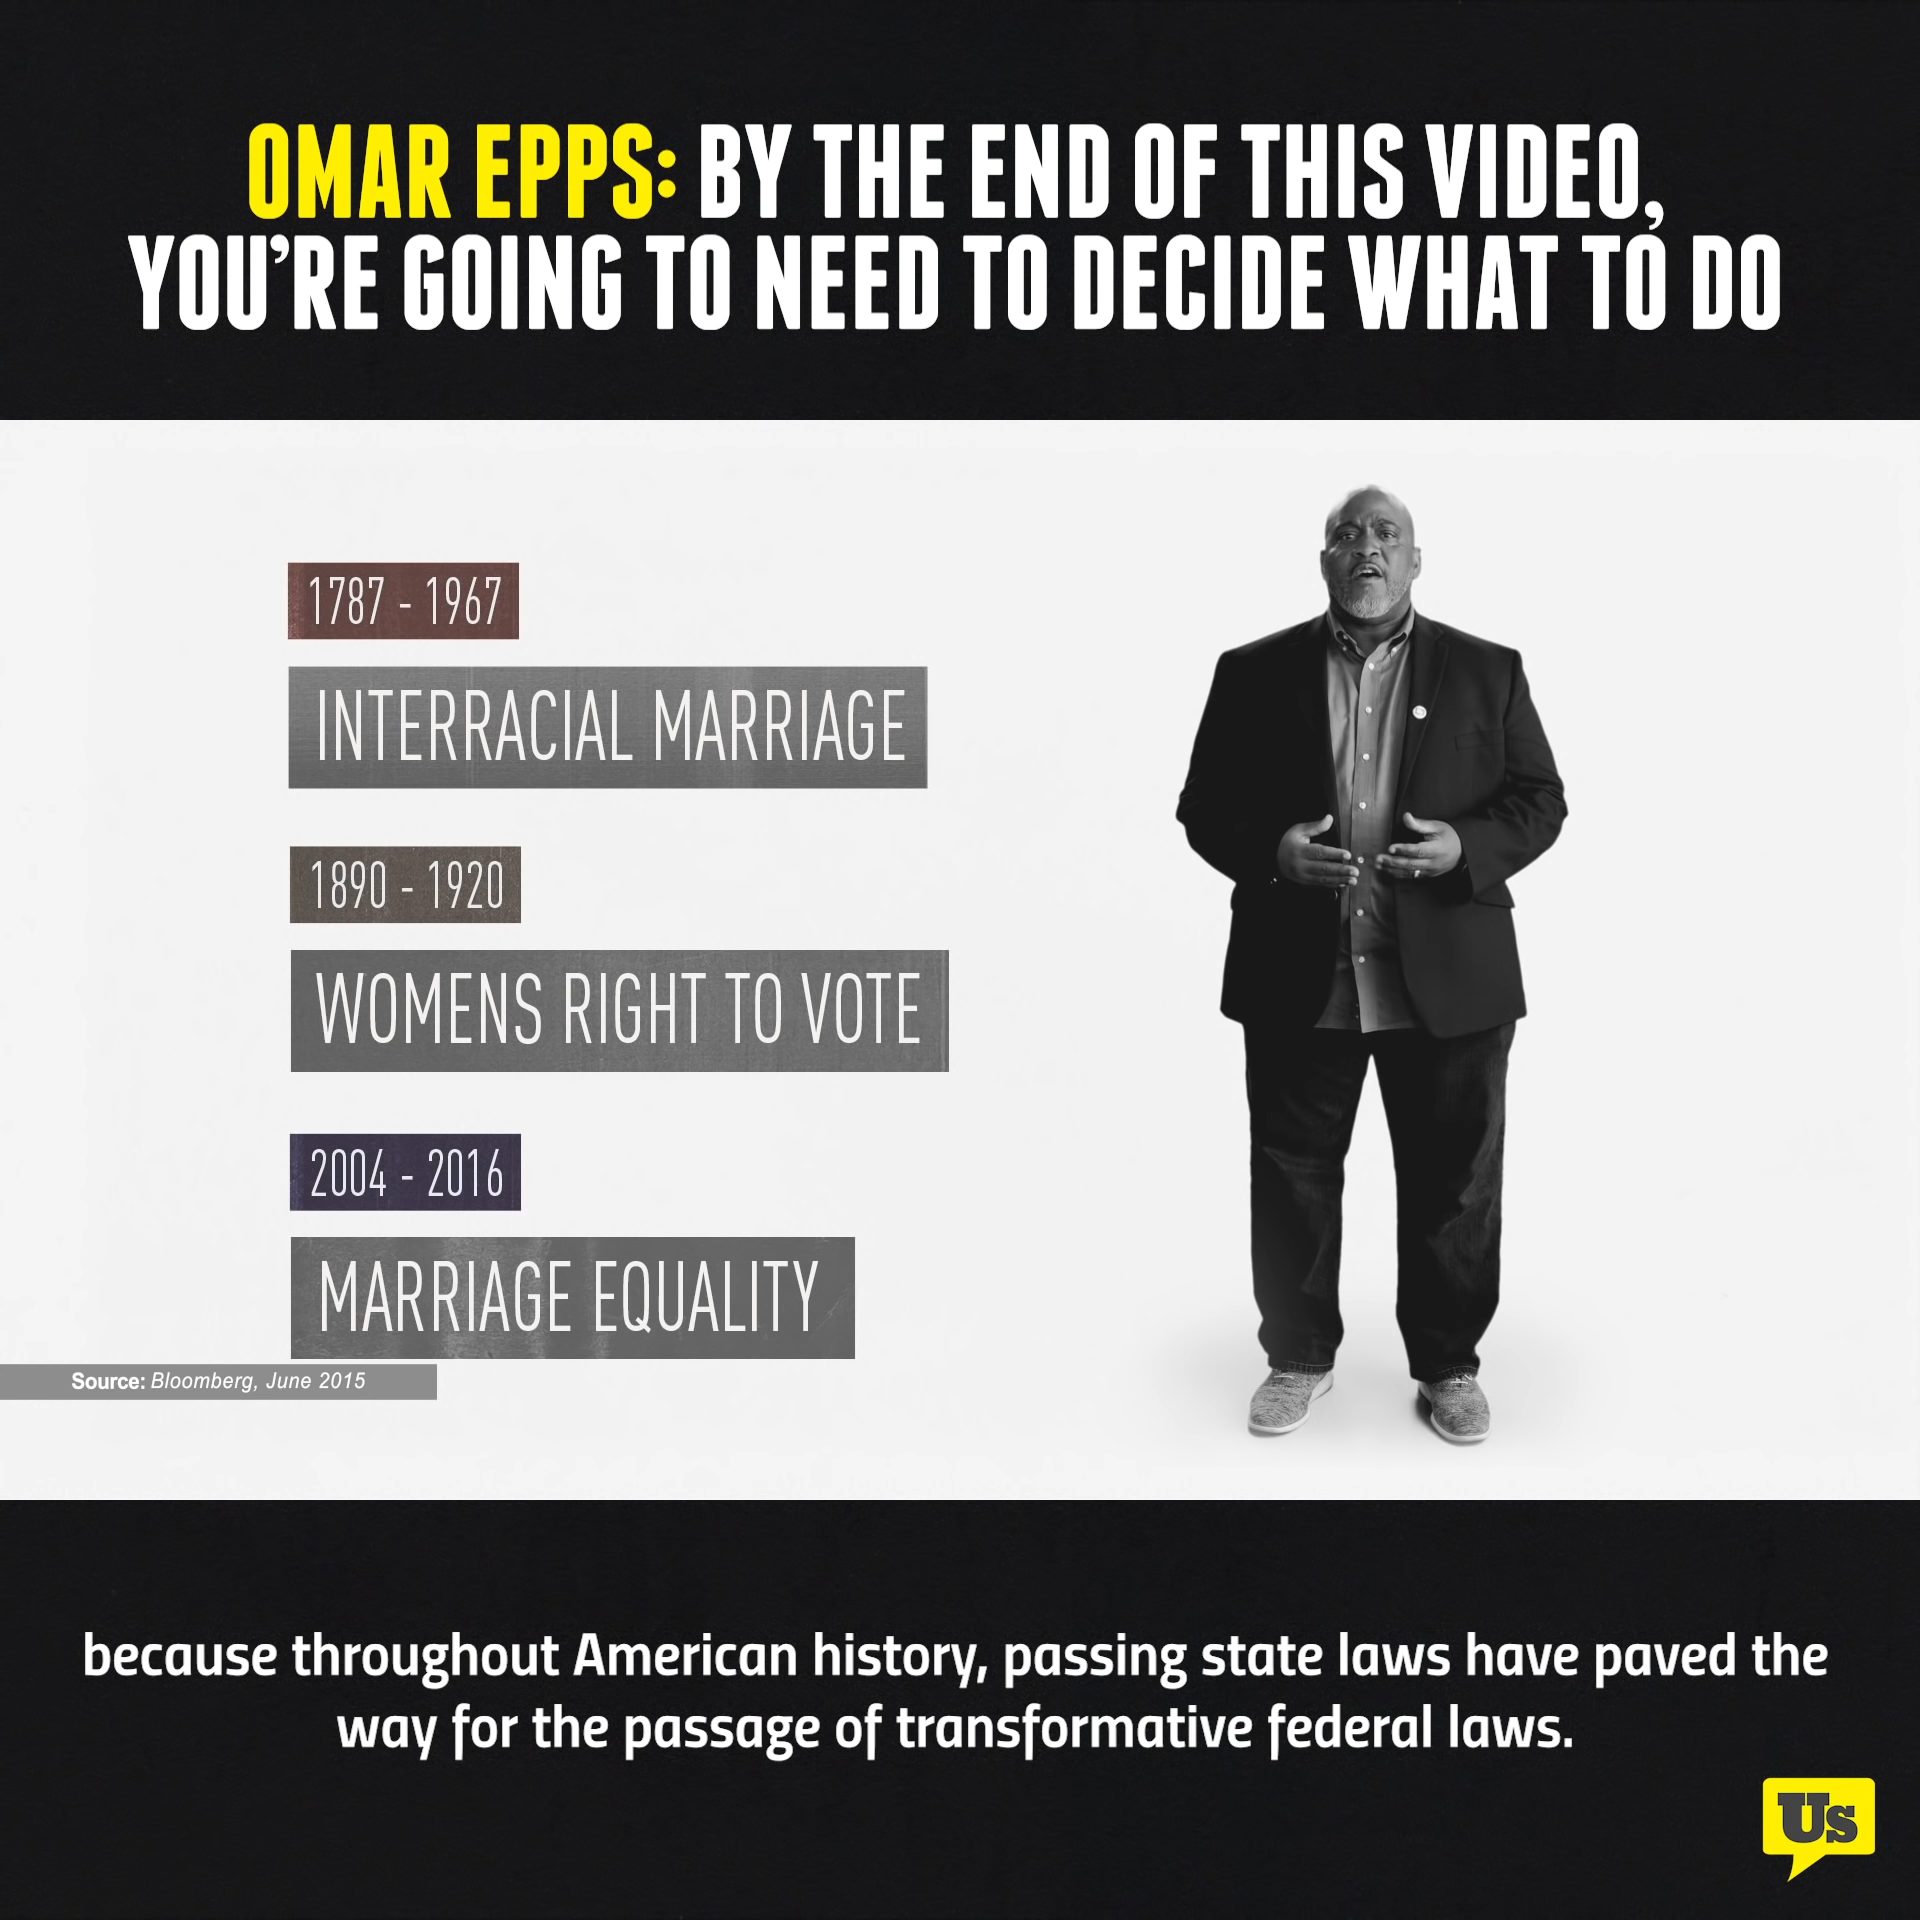 OMAR EPPS: BY THE END OF THIS VIDEO,
YOU'RE GOING TO NEED TO DECIDE WHAT TO DO
1787 - 1967
INTERRACIAL MARRIAGE
1890 - 1920
WOMENS RIGHT TO VOTE
2004 - 2016
MARRIAGE EQUALITY
Source: Bloomberg, June 2015
because throughout American history, passing state laws have paved the
way for the passage of transformative federal laws.
Us